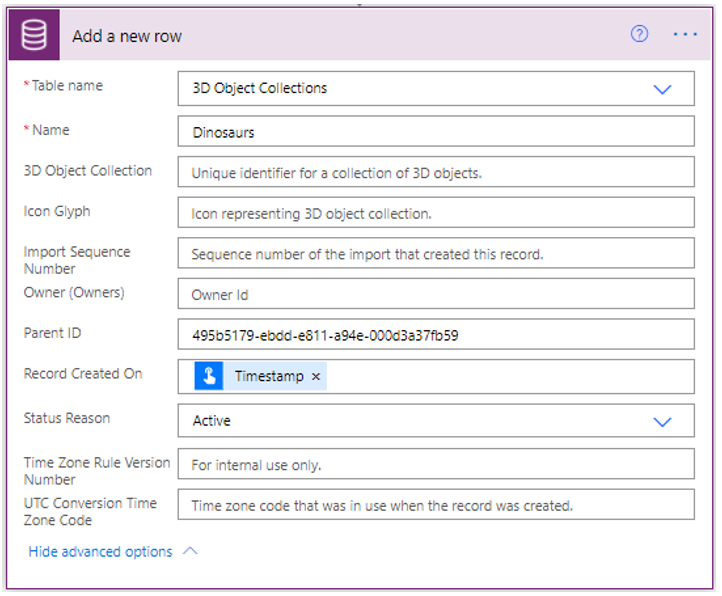 Add a new row
* Table name
3D Object Collections
* Name
Dinosaurs
3D Object Collection
Unique identifier for a collection of 3D objects.
Icon Glyph
Icon representing 3D object collection.
Import Sequence
Number
Sequence number of the import that created this record.
Owner (Owners)
Owner Id
Parent ID
495b5179-ebdd-e811-a94e-000d3a37fb59
Record Created On
Timestamp ×
Status Reason
Active
Time Zone Rule Version
Number
For internal use only.
UTC Conversion Time
Zone Code
Time zone code that was in use when the record was created.
Hide advanced options